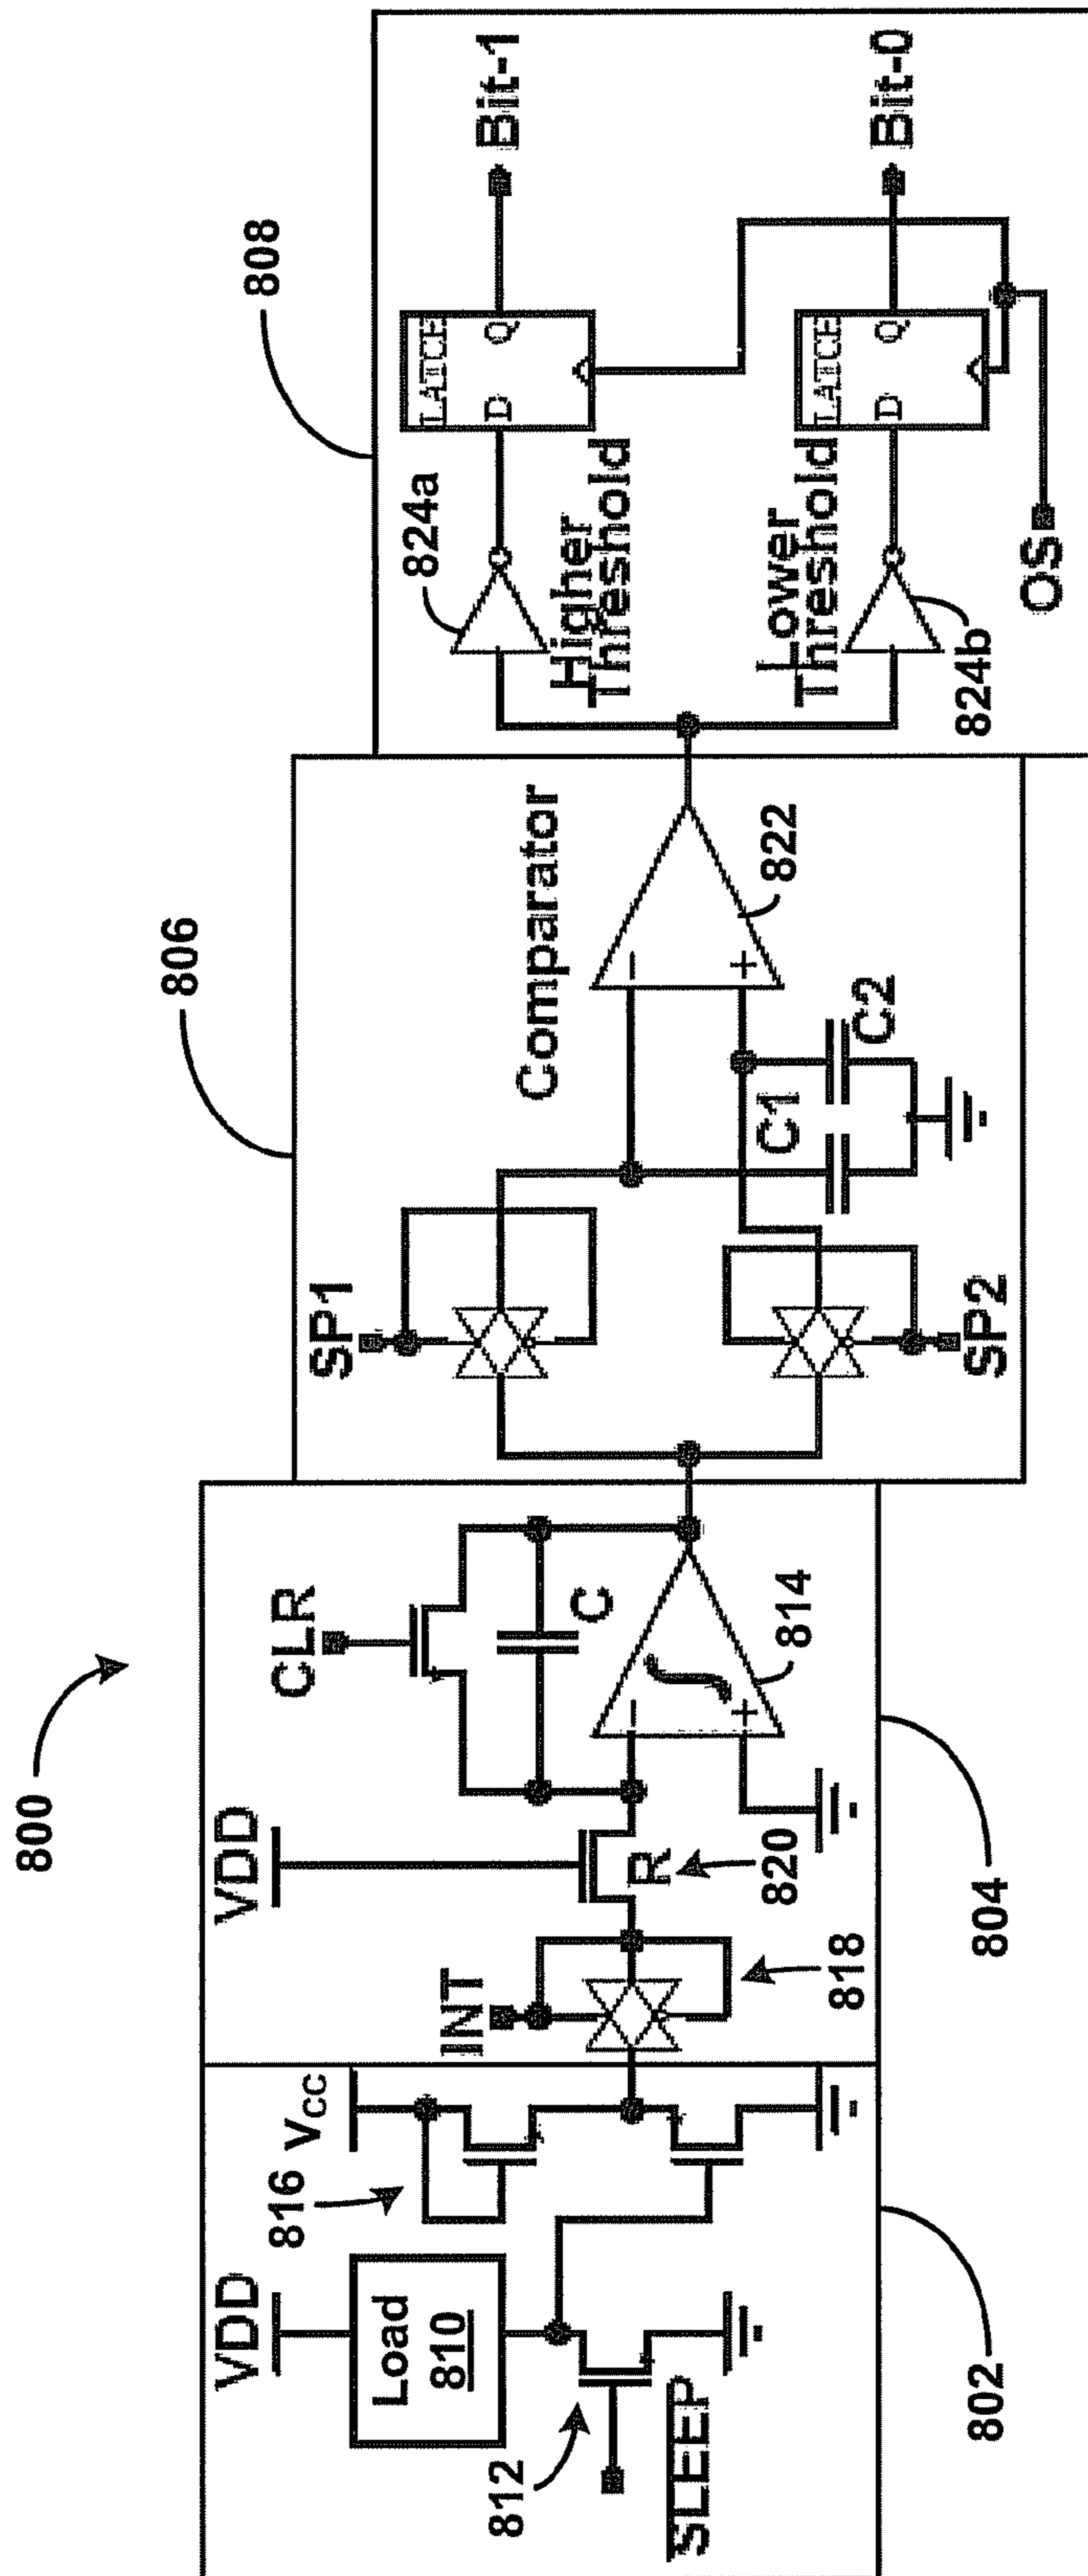 800
802
804
806
808
VDD
Load
810
812
SLEEP
816
VCC
INT
818
VDD
R
820
CLR
C
814
−
+
SP1
SP2
C1
C2
Comparator
−
+
822
824a
Higher
Threshold
Lower
Threshold
824b
LATCH
D
Q
LATCH
D
Q
Bit-1
Bit-0
OS